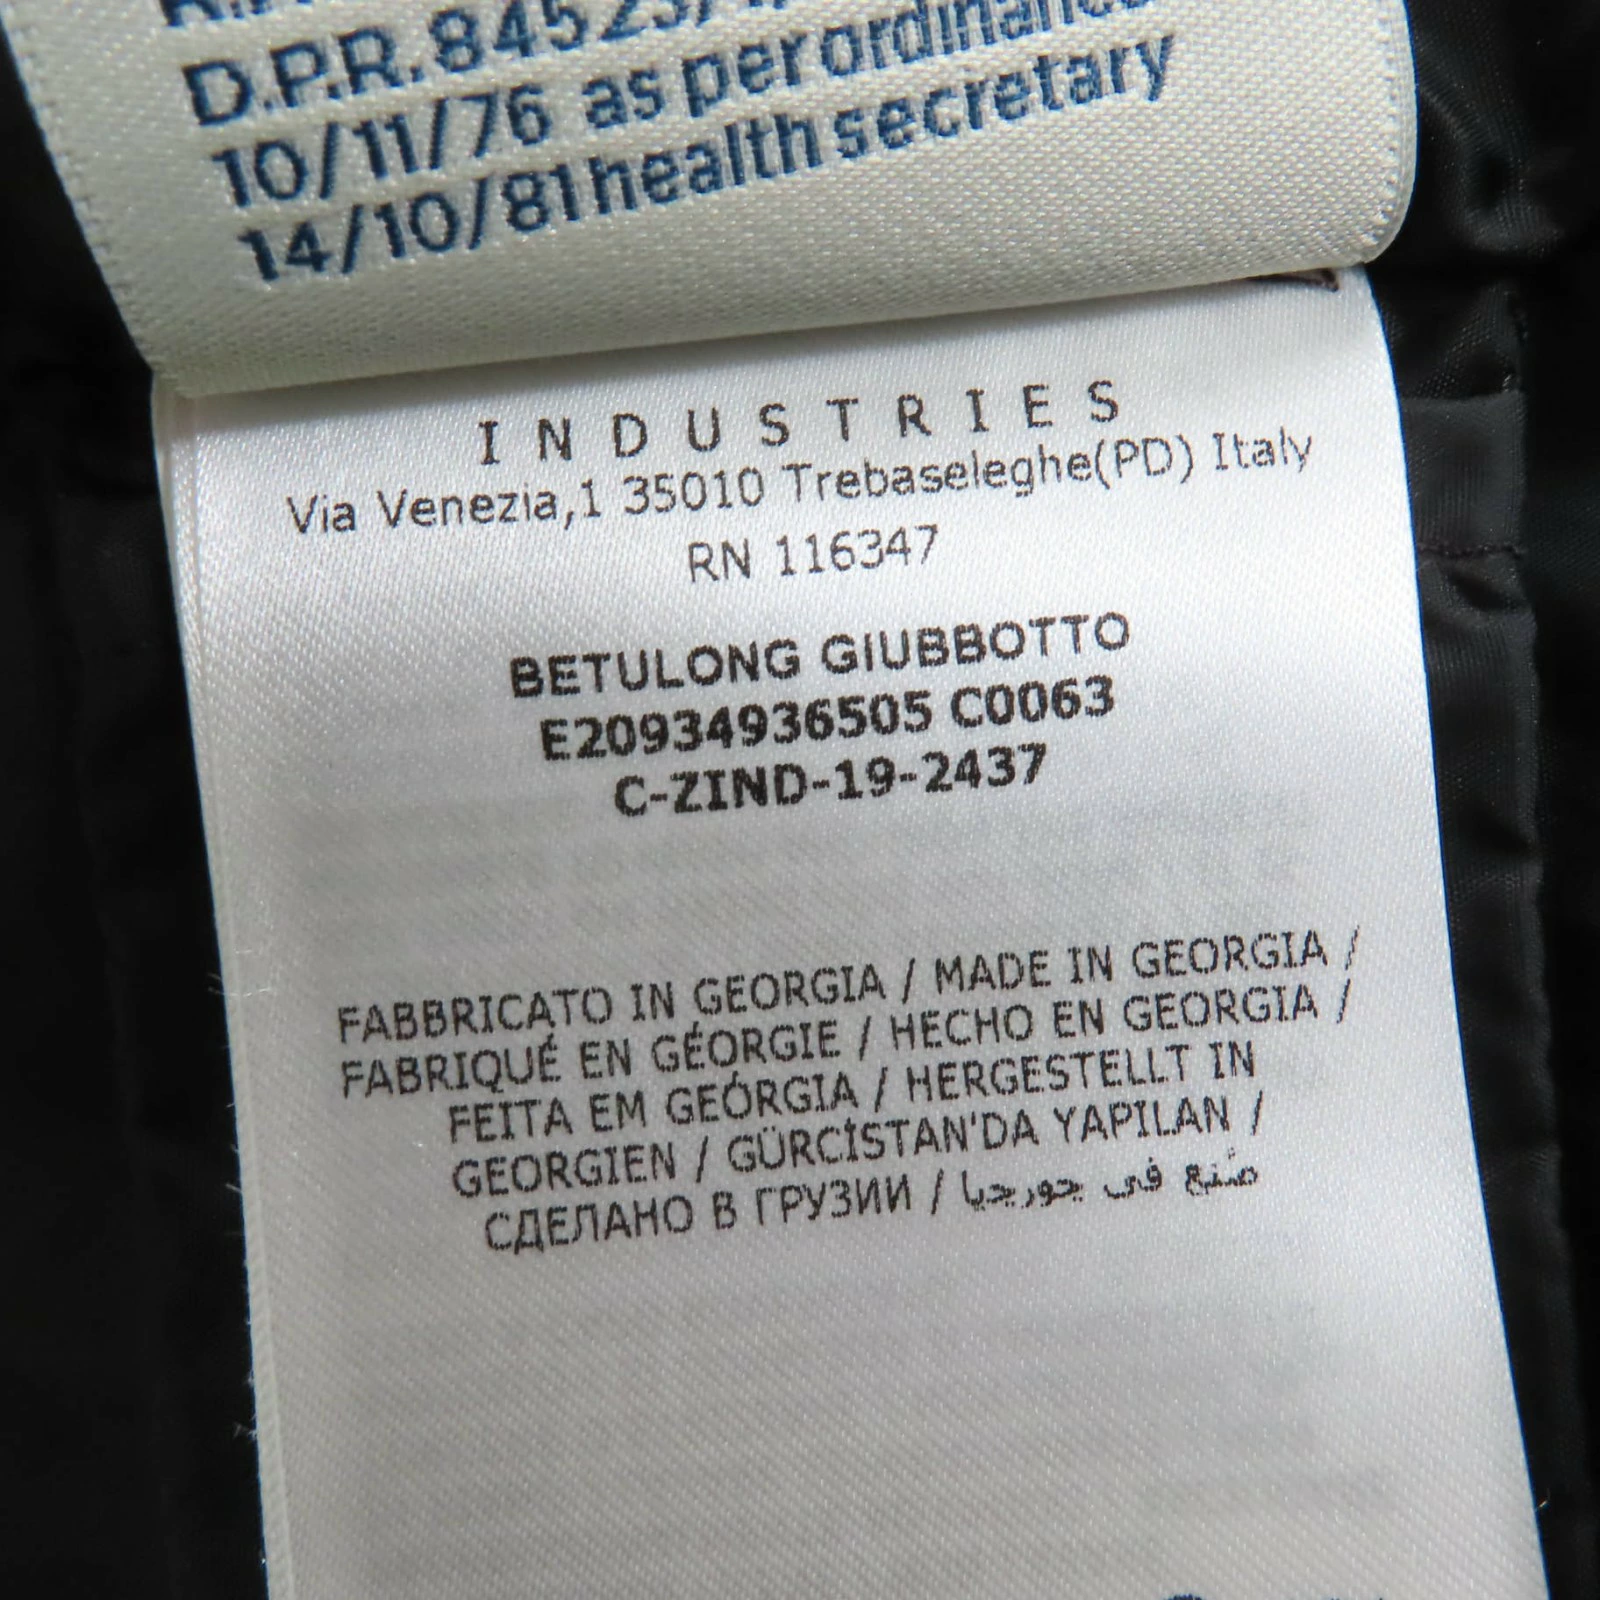 D.P.R. 845 23/
10/11/76 as per ordinance
14/10/81 health secretary
INDUSTRIES
Via Venezia,1 35010 Trebaseleghe(PD) Italy
RN 116347
BETULONG GIUBBOTTO
E20934936505 C0063
C-ZIND-19-2437
FABBRICATO IN GEORGIA / MADE IN GEORGIA /
FABRIQUÉ EN GÉORGIE / HECHO EN GEORGIA /
FEITA EM GEÓRGIA / HERGESTELLT IN
GEORGIEN / GÜRCİSTAN'DA YAPILAN /
СДЕЛАНО В ГРУЗИИ / صُنِع في جورجيا